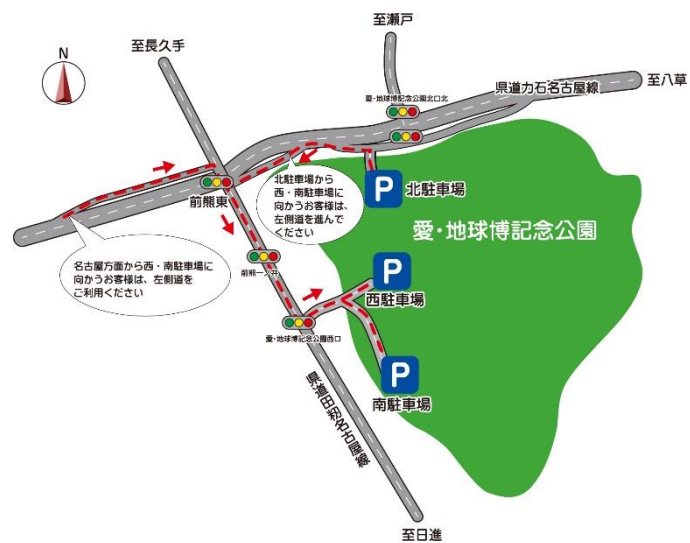 至瀬戸
至長久手
N
愛・地球博記念公園北口北
県道力石名古屋線
至八草
前熊東
北駐車場から
西・南駐車場に
向かうお客様は、
左側道を進んで
ください
P
北駐車場
愛・地球博記念公園
名古屋方面から西・南駐車場に
向かうお客様は、左側道を
ご利用ください
前熊一ノ井
P
西駐車場
愛・地球博記念公園西口
P
南駐車場
県道田籾名古屋線
至日進